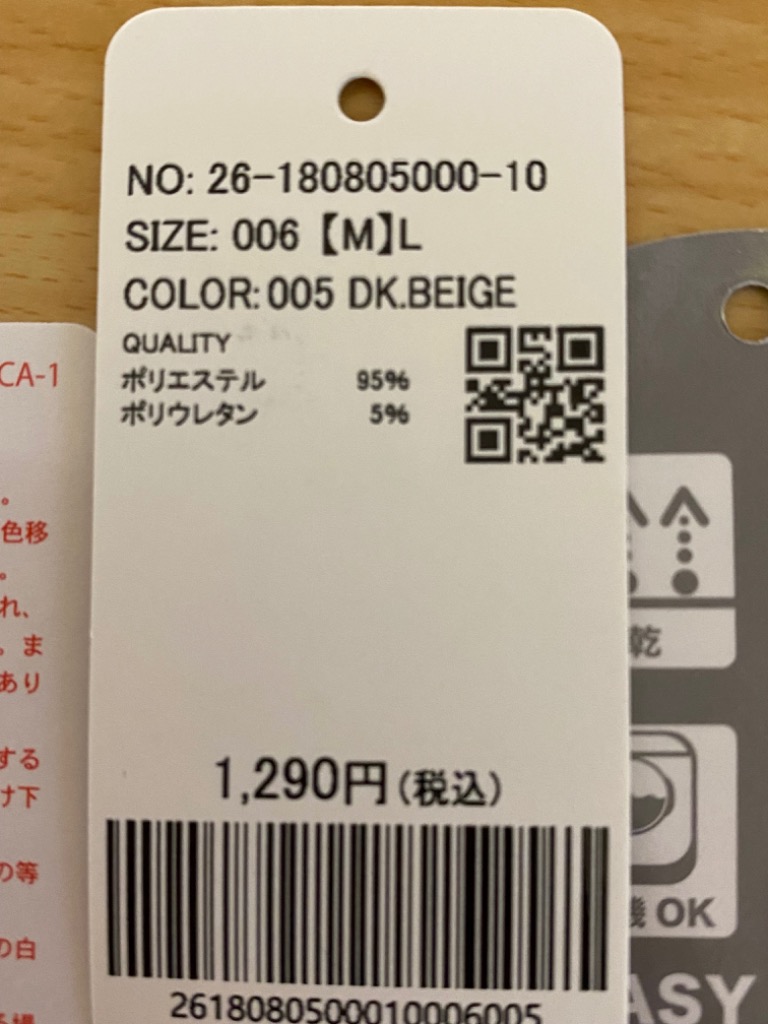 NO: 26-180805000-10
SIZE: 006【M】L
COLOR: 005 DK.BEIGE
QUALITY
ポリエステル 95%
ポリウレタン 5%
1,290円(税込)
2618080500010006005
CA-1
。
色移
。
れ、
。ま
あり
する
け下
の等
の白
乾
機 OK
ASY